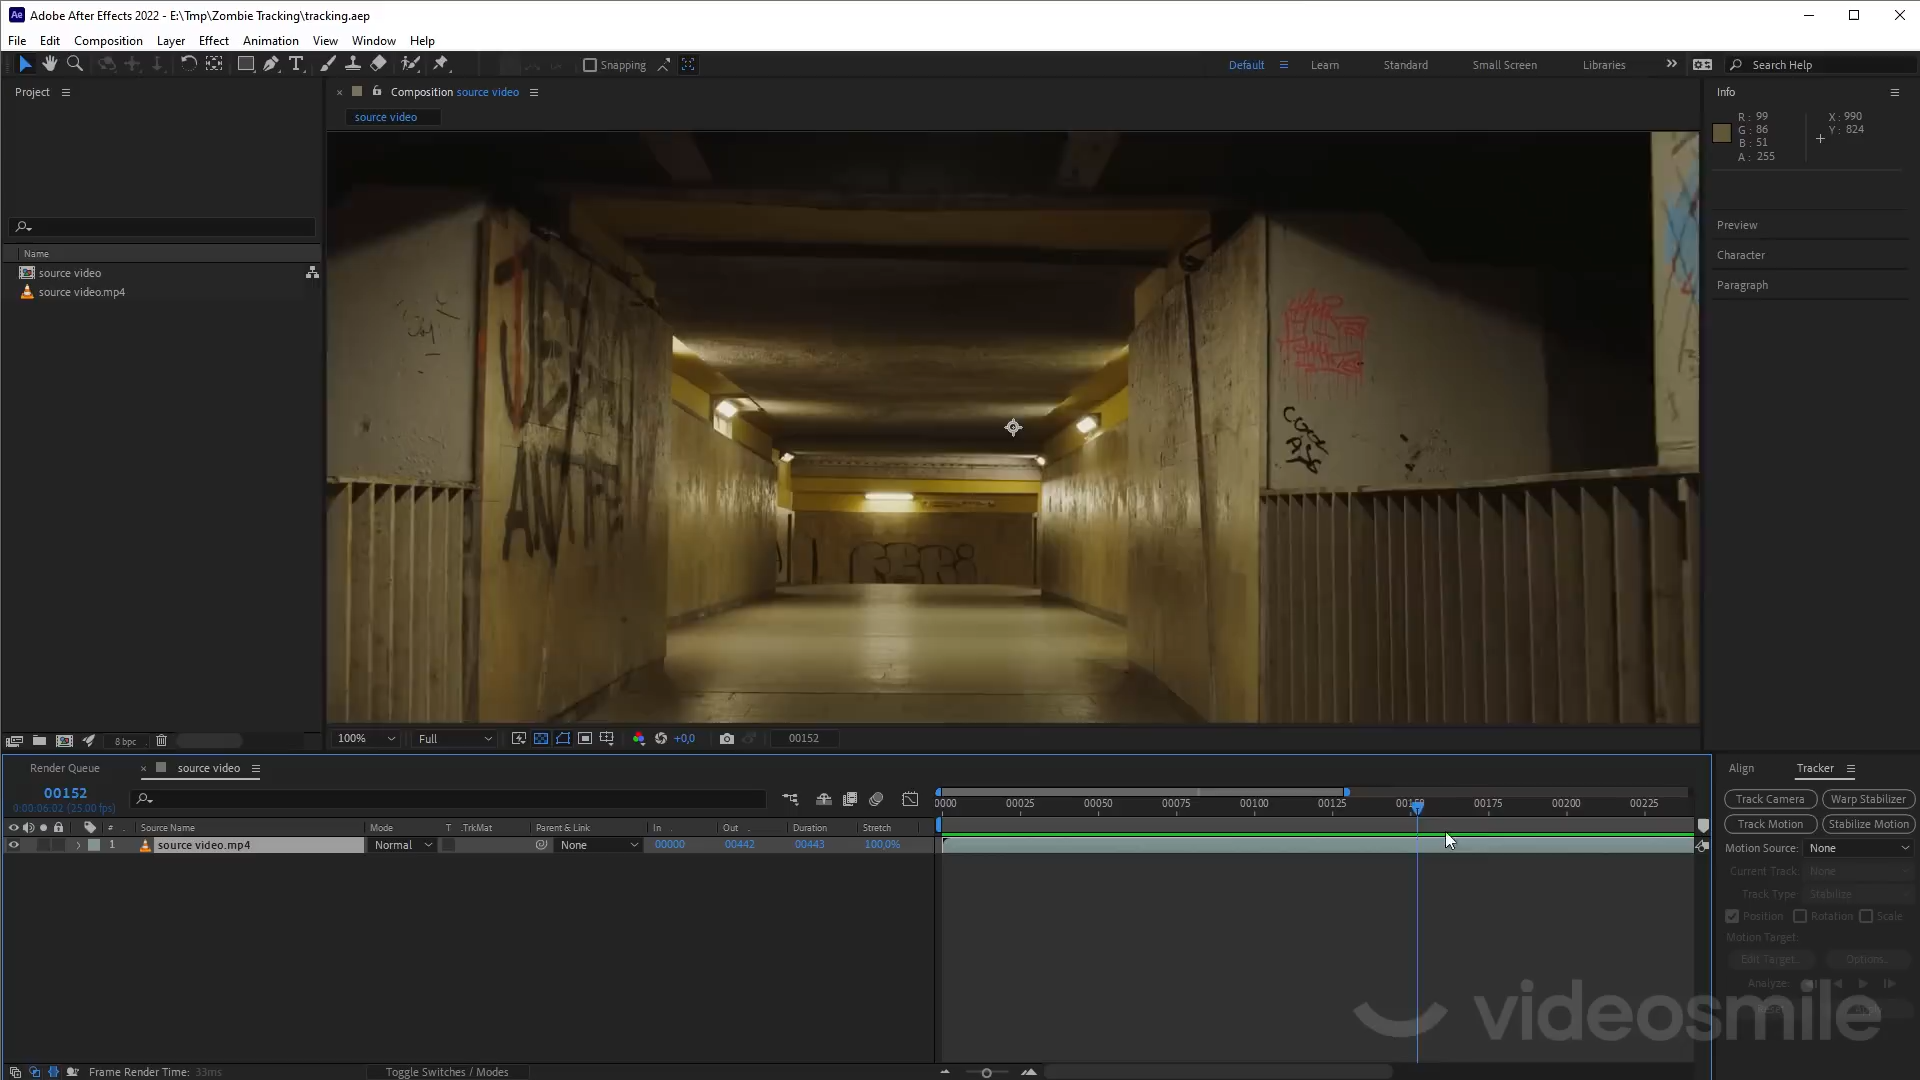 Ae Adobe After Effects 2022 - E:\Tmp\Zombie Tracking\tracking.aep
File Edit Composition Layer Effect Animation View Window Help
Snapping Default Learn Standard Small Screen Libraries Search Help
Project
Composition source video
source video
Name
source video
source video.mp4
8 bpc
100% Full +0,0 00152
Info
R: 99 X: 990
G: 86 Y: 824
B: 51
A: 255
Preview
Character
Paragraph
Render Queue source video
00152
0:00:06:02 (25.00 fps)
0000 00025 00050 00075 00100 00125 00150 00175 00200 00225
# Source Name Mode T .TrkMat Parent & Link In Out Duration Stretch
1 source video.mp4 Normal None 00000 00442 00443 100,0%
Frame Render Time: 33ms Toggle Switches / Modes
Align Tracker
Track Camera Warp Stabilizer
Track Motion Stabilize Motion
Motion Source: None
Current Track: None
Track Type: Stabilize
Position Rotation Scale
Motion Target:
Edit Target... Options...
Analyze:
videosmile